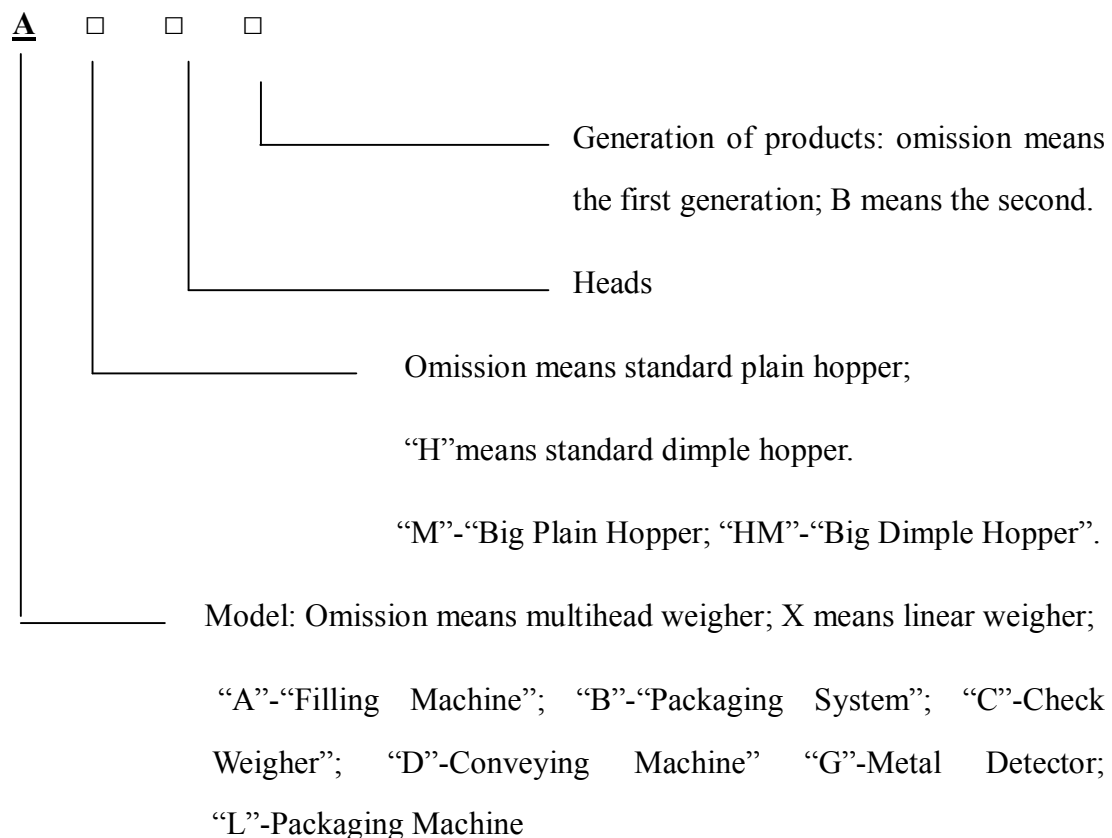 A □ □ □
Generation of products: omission means
the first generation; B means the second.
Heads
Omission means standard plain hopper;
“H”means standard dimple hopper.
“M”-“Big Plain Hopper; “HM”-“Big Dimple Hopper”.
Model: Omission means multihead weigher; X means linear weigher;
“A”-“Filling Machine”; “B”-“Packaging System”; “C”-Check
Weigher”; “D”-Conveying Machine” “G”-Metal Detector;
“L”-Packaging Machine